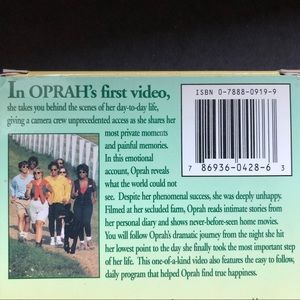 In OPRAH's first video,
she takes you behind the scenes of her day-to-day life,
giving a camera crew unprecedented access as she shares her
most private moments
and painful memories.
In this emotional
account, Oprah reveals
what the world could not
see. Despite her phenomenal success, she was deeply unhappy.
Filmed at her secluded farm, Oprah reads intimate stories from
her personal diary and shows never-before-seen home movies.
You will follow Oprah's dramatic journey from the night she hit
her lowest point to the day she finally took the most important step
of her life. This one-of-a-kind video also features the easy to follow,
daily program that helped Oprah find true happiness.
ISBN 0-7888-0919-9
7 86936 0428-6 3